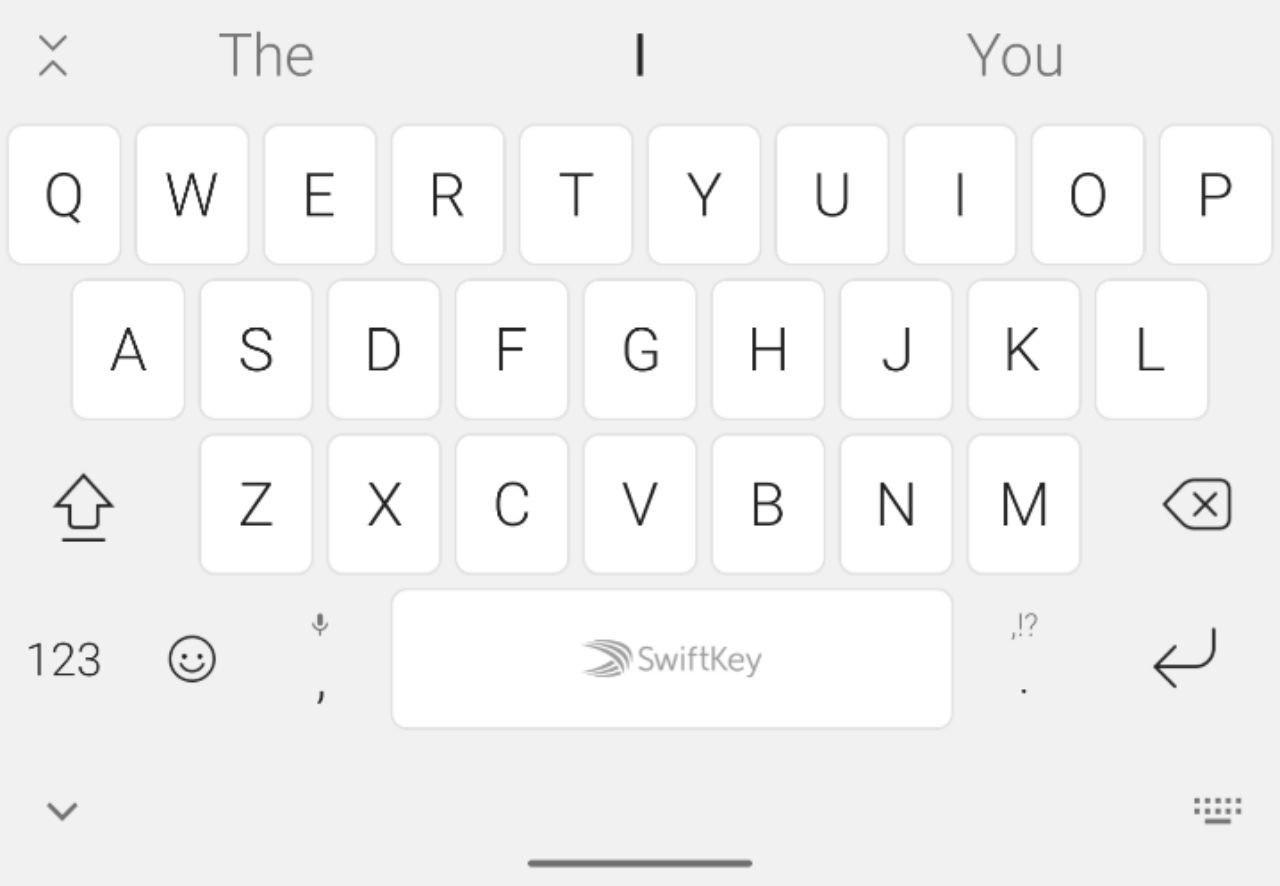 The I You
Q W E R T Y U I O P
A S D F G H J K L
Z X C V B N M
,!?
123 , SwiftKey .